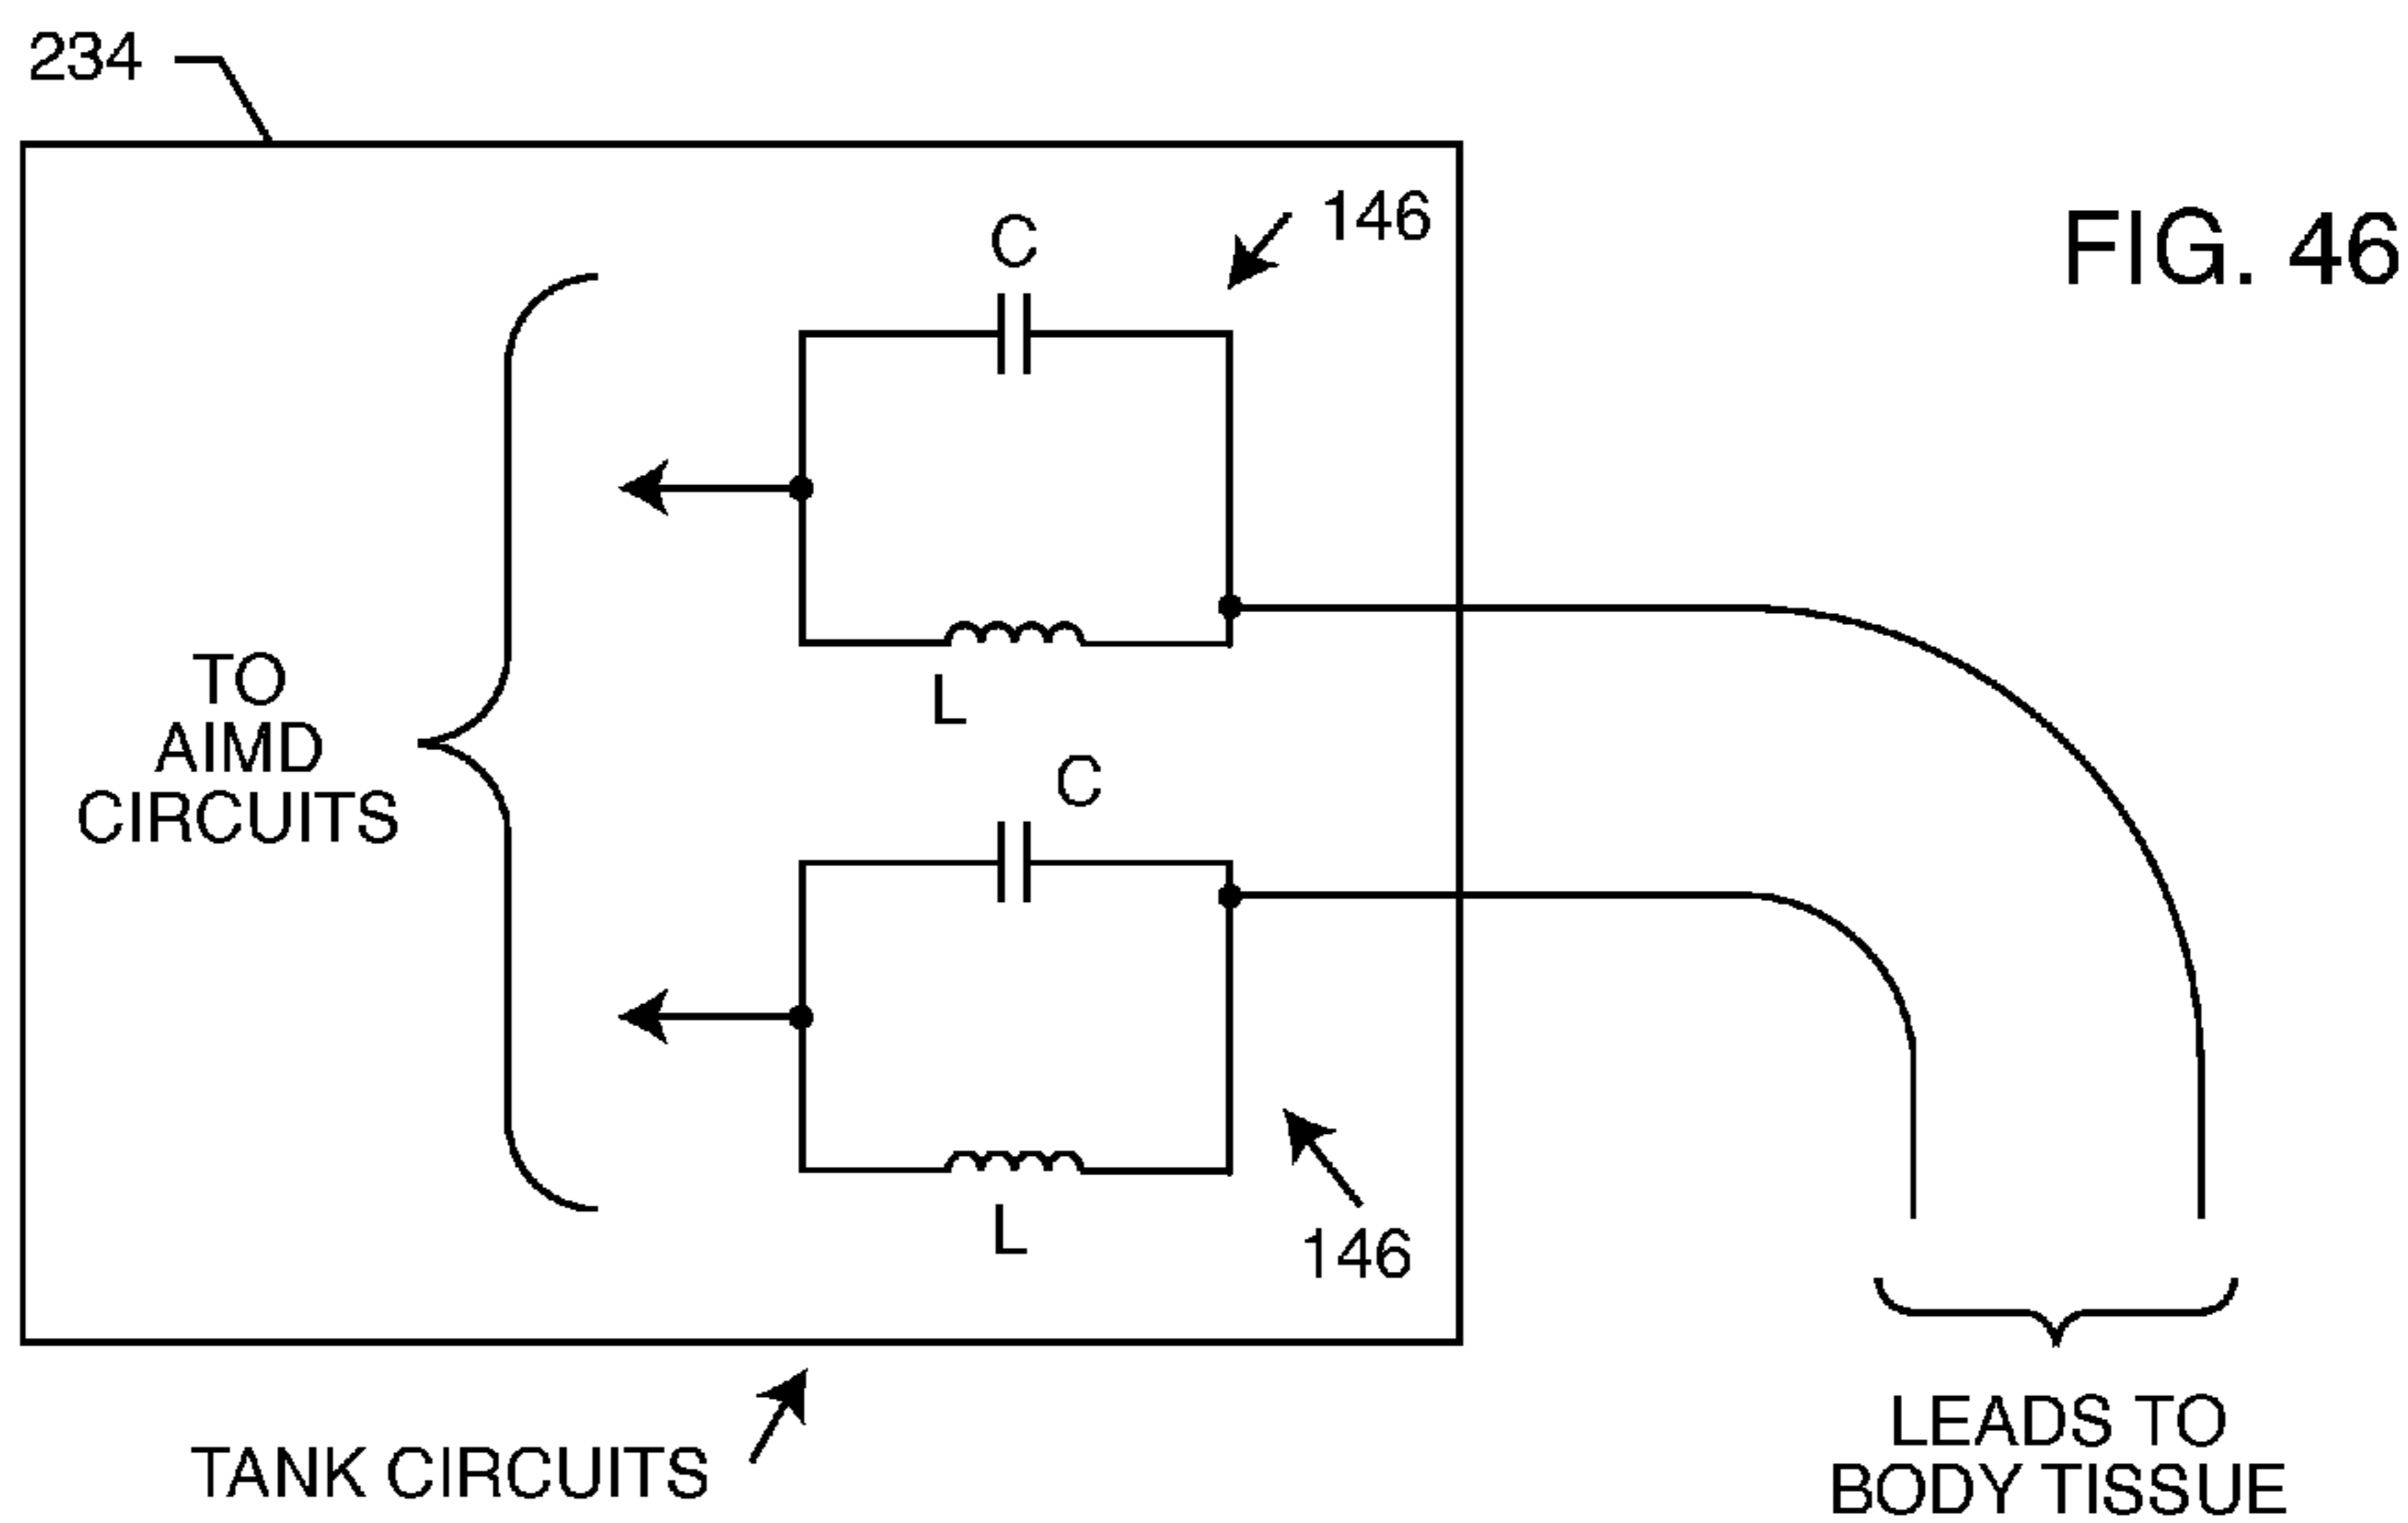 234
FIG. 46
C
146
TO
AIMD
CIRCUITS
L
C
L
146
TANK CIRCUITS
LEADS TO
BODY TISSUE